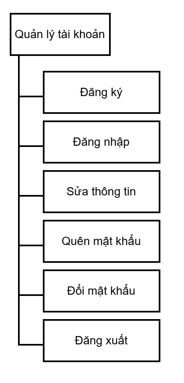 Quản lý tài khoản
Đăng ký
Đăng nhập
Sửa thông tin
Quên mật khẩu
Đổi mật khẩu
Đăng xuất